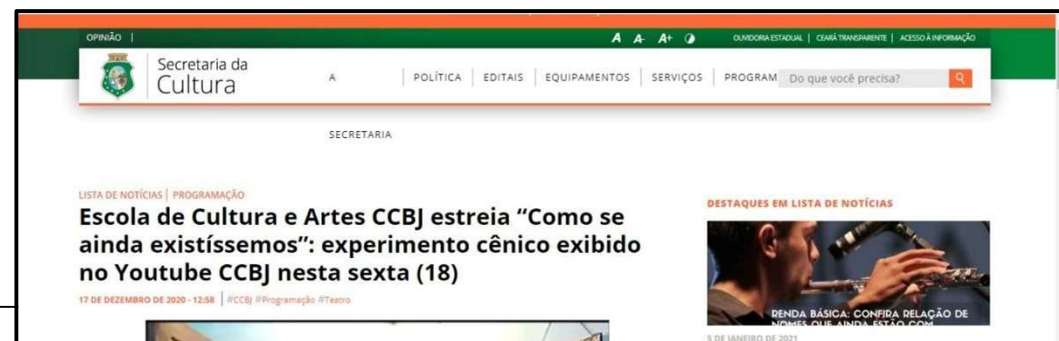 OPINIÃO |
A A- A+ OUVIDORIA ESTADUAL | CEARÁ TRANSPARENTE | ACESSO À INFORMAÇÃO
Secretaria da
Cultura
A POLÍTICA EDITAIS EQUIPAMENTOS SERVIÇOS PROGRAM Do que você precisa?
SECRETARIA
LISTA DE NOTÍCIAS | PROGRAMAÇÃO
Escola de Cultura e Artes CCBJ estreia “Como se
ainda existíssemos”: experimento cênico exibido
no Youtube CCBJ nesta sexta (18)
17 DE DEZEMBRO DE 2020 - 12:58 | #CCBJ #Programação #Teatro
DESTAQUES EM LISTA DE NOTÍCIAS
RENDA BÁSICA: CONFIRA RELAÇÃO DE
NOMES QUE AINDA ESTÃO COM
5 DE JANEIRO DE 2021